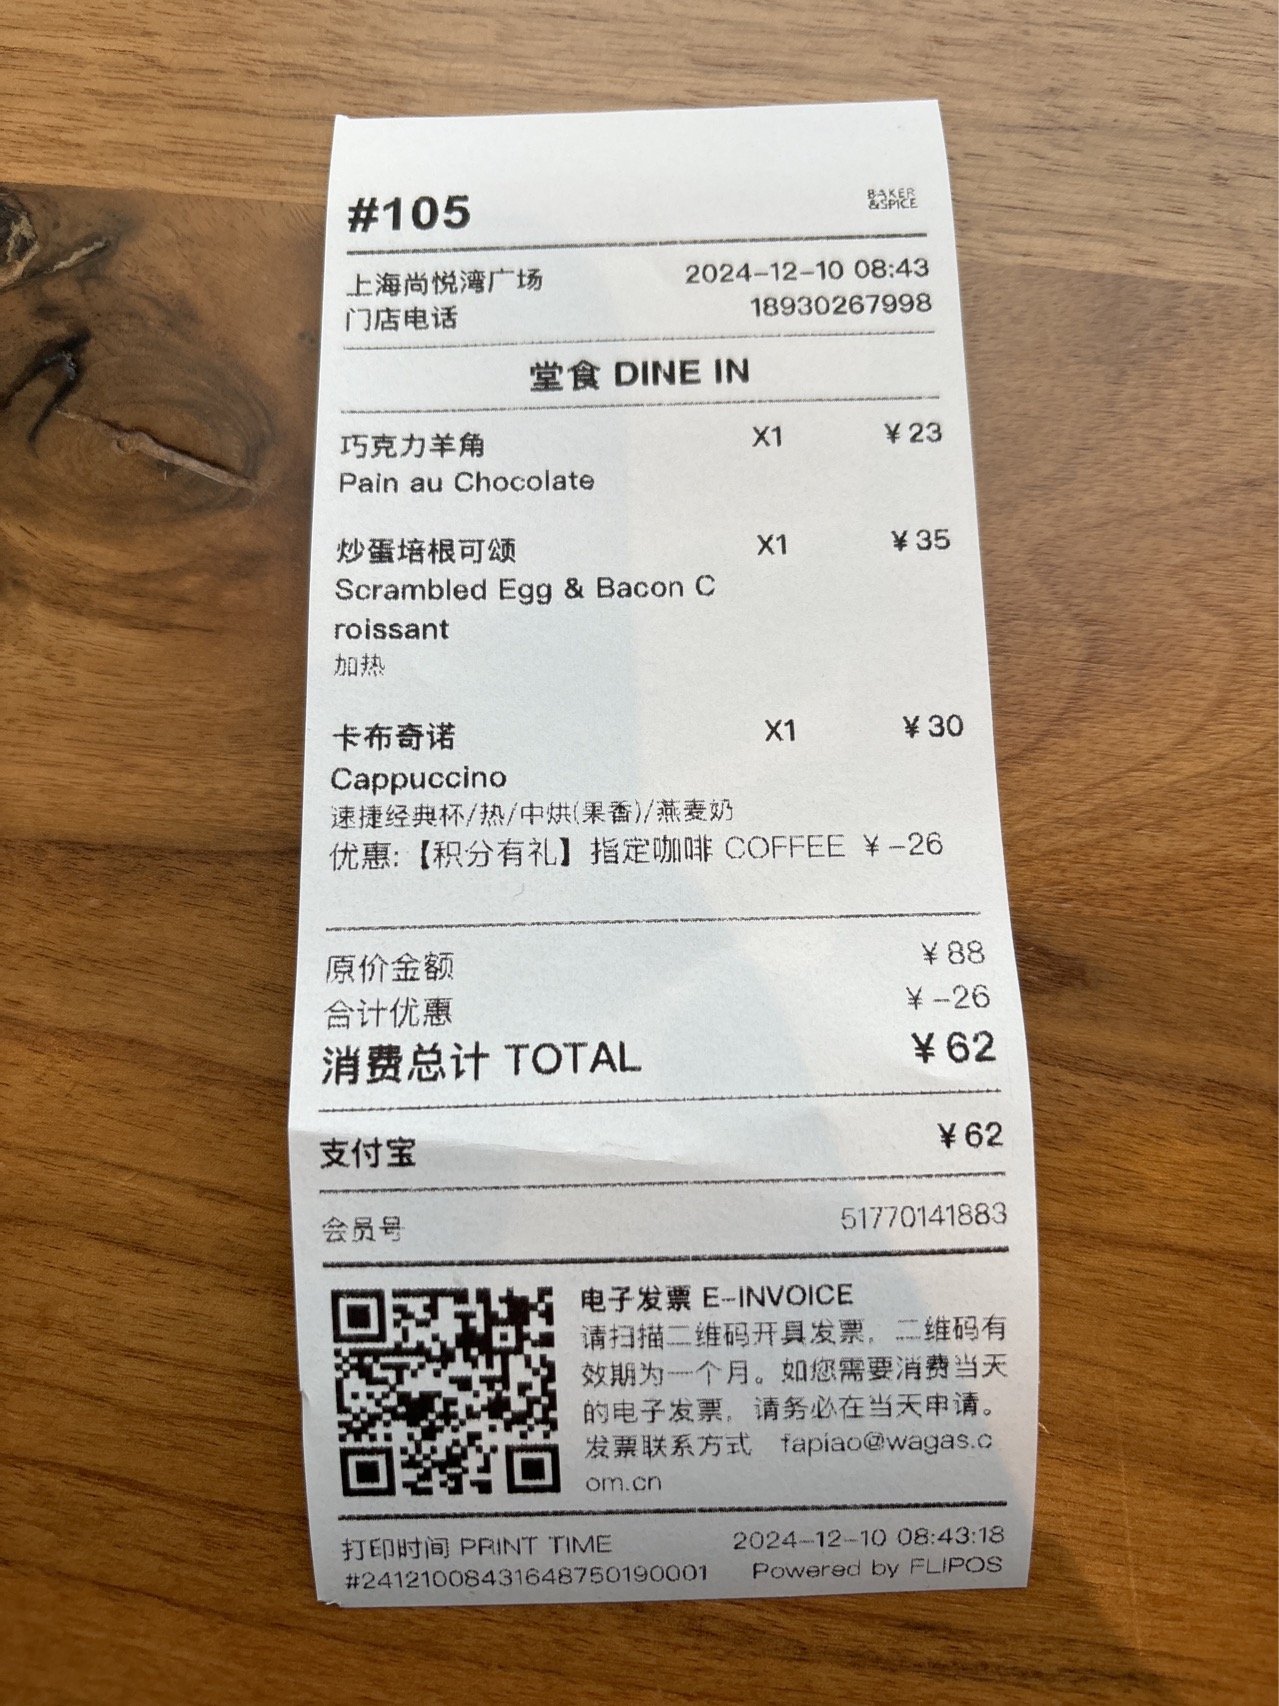 #105
BAKER
&SPICE
上海尚悦湾广场 2024-12-10 08:43
门店电话 18930267998
堂食 DINE IN
巧克力羊角 X1 ¥23
Pain au Chocolate
炒蛋培根可颂 X1 ¥35
Scrambled Egg & Bacon C
roissant
加热
卡布奇诺 X1 ¥30
Cappuccino
速捷经典杯/热/中烘(果香)/燕麦奶
优惠:【积分有礼】指定咖啡 COFFEE ¥-26
原价金额 ¥88
合计优惠 ¥-26
消费总计 TOTAL ¥62
支付宝 ¥62
会员号 51770141883
电子发票 E-INVOICE
请扫描二维码开具发票，二维码有
效期为一个月。如您需要消费当天
的电子发票，请务必在当天申请。
发票联系方式 fapiao@wagas.c
om.cn
打印时间 PRINT TIME 2024-12-10 08:43:18
#241210084316487501​90001 Powered by FLIPOS